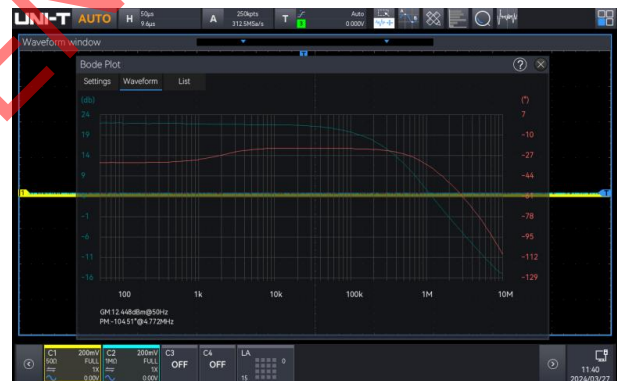 UNI-T AUTO H 50μs 9.6μs A 250kpts 312.5MSa/s T 1 Auto 0.000V
Waveform window
T
Bode Plot
Settings Waveform List
(db) (°)
24 7
19 -10
14 -27
9 -44
1 -61 T
-1 -78
-6 -95
-11 -112
-16 -129
100 1k 10k 100k 1M 10M
GM:12.448dBm@50Hz
PM:-104.51°@4.772MHz
C1 200mV C2 200mV C3 C4 LA
50Ω FULL 1MΩ FULL OFF OFF 0
1X 1X 11:40
0.00V 0.00V 15 2024/03/27